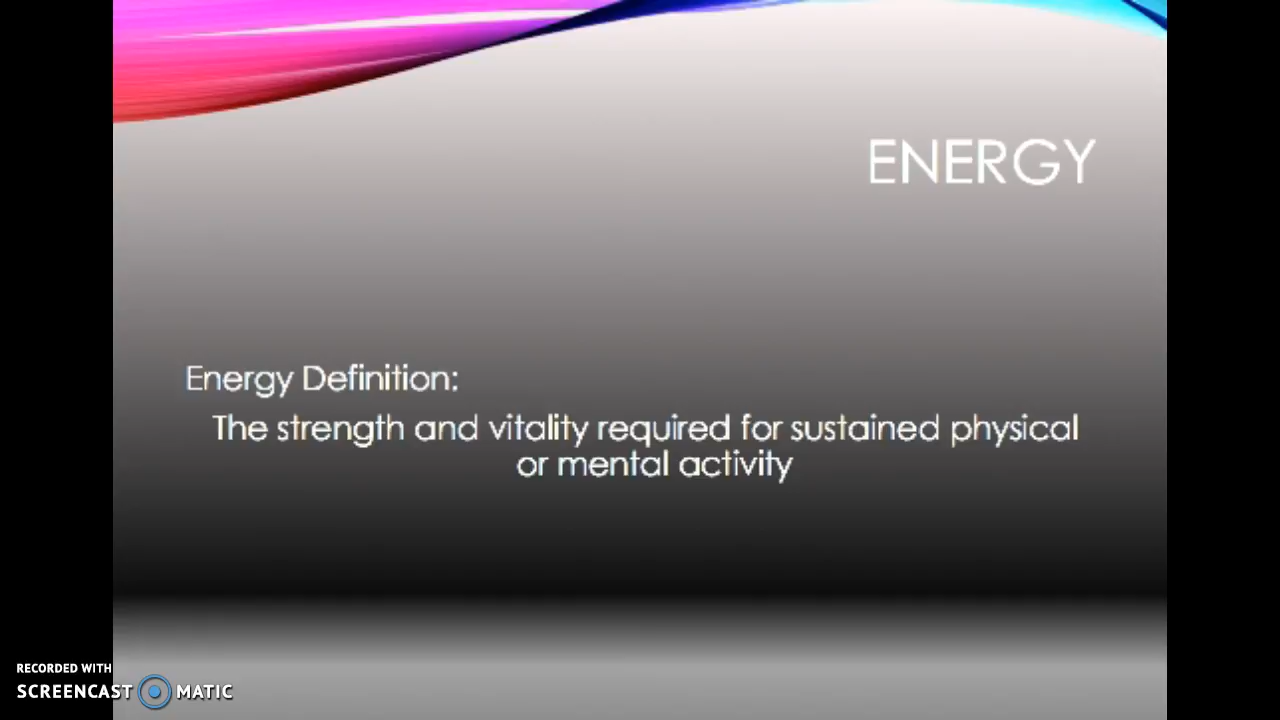 ENERGY
Energy Definition:
The strength and vitality required for sustained physical
or mental activity
RECORDED WITH
SCREENCAST MATIC